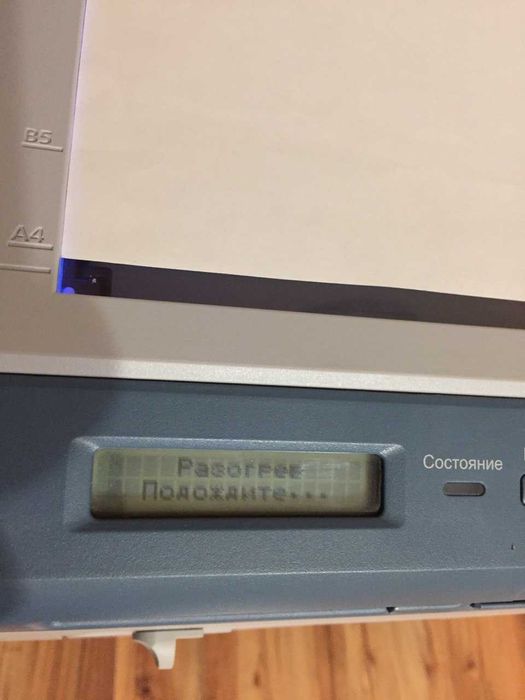 B5
A4
Разогрев
Подождите...
Состояние